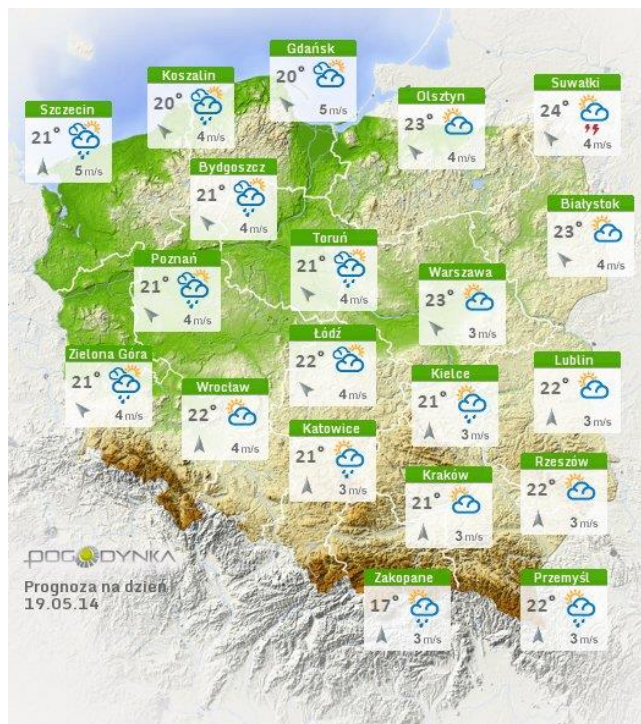 Gdańsk
20°
5 m/s
Koszalin
20°
4 m/s
Suwałki
24°
4 m/s
Olsztyn
23°
4 m/s
Szczecin
21°
5 m/s
Bydgoszcz
21°
4 m/s
Białystok
23°
4 m/s
Toruń
21°
4 m/s
Poznań
21°
4 m/s
Warszawa
23°
3 m/s
Łódź
22°
4 m/s
Zielona Góra
21°
4 m/s
Lublin
22°
3 m/s
Kielce
21°
3 m/s
Wrocław
22°
4 m/s
Katowice
21°
3 m/s
Rzeszów
22°
3 m/s
Kraków
21°
3 m/s
POGODYNKA
Prognoza na dzień
19.05.14
Zakopane
17°
3 m/s
Przemyśl
22°
3 m/s